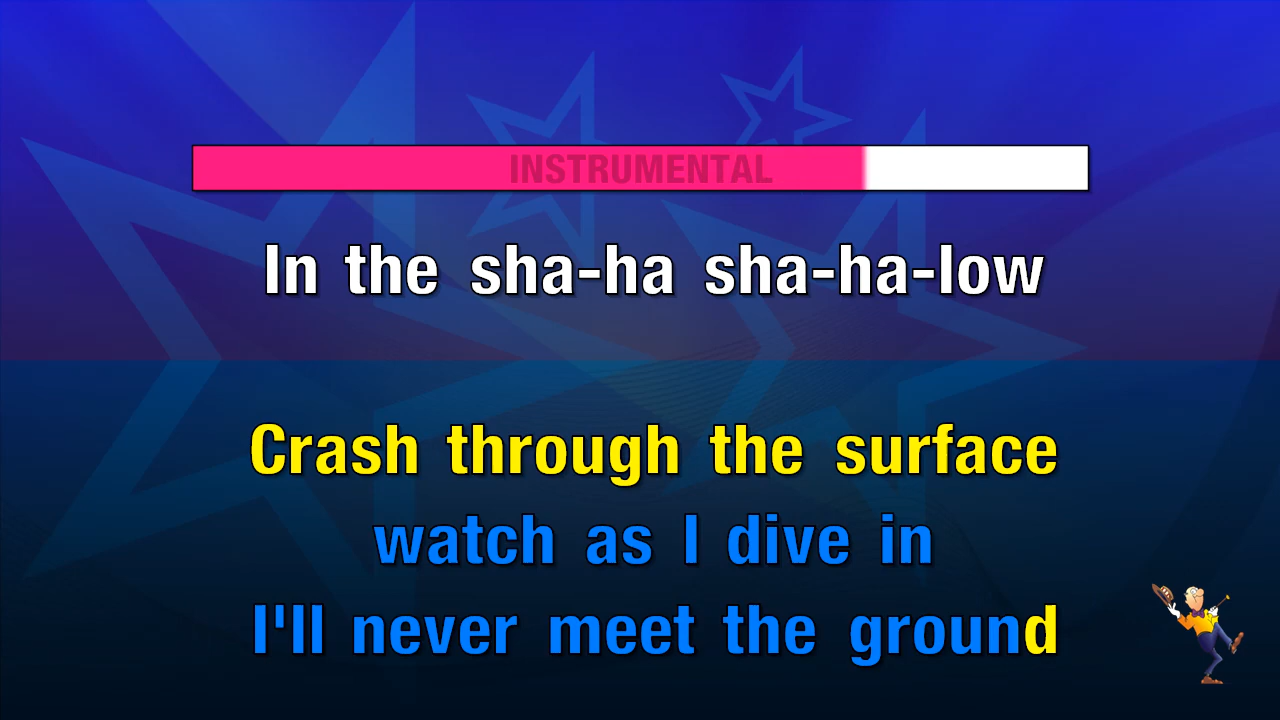 INSTRUMENTAL
In the sha-ha sha-ha-low
Crash through the surface
watch as I dive in
I'll never meet the ground